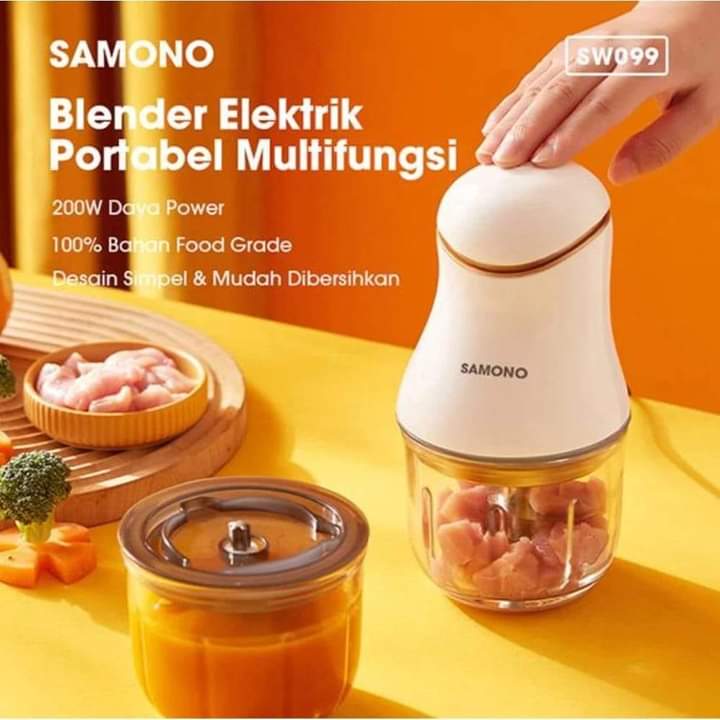 SAMONO
SW099
Blender Elektrik
Portabel Multifungsi
200W Daya Power
100% Bahan Food Grade
Desain Simpel & Mudah Dibersihkan
SAMONO